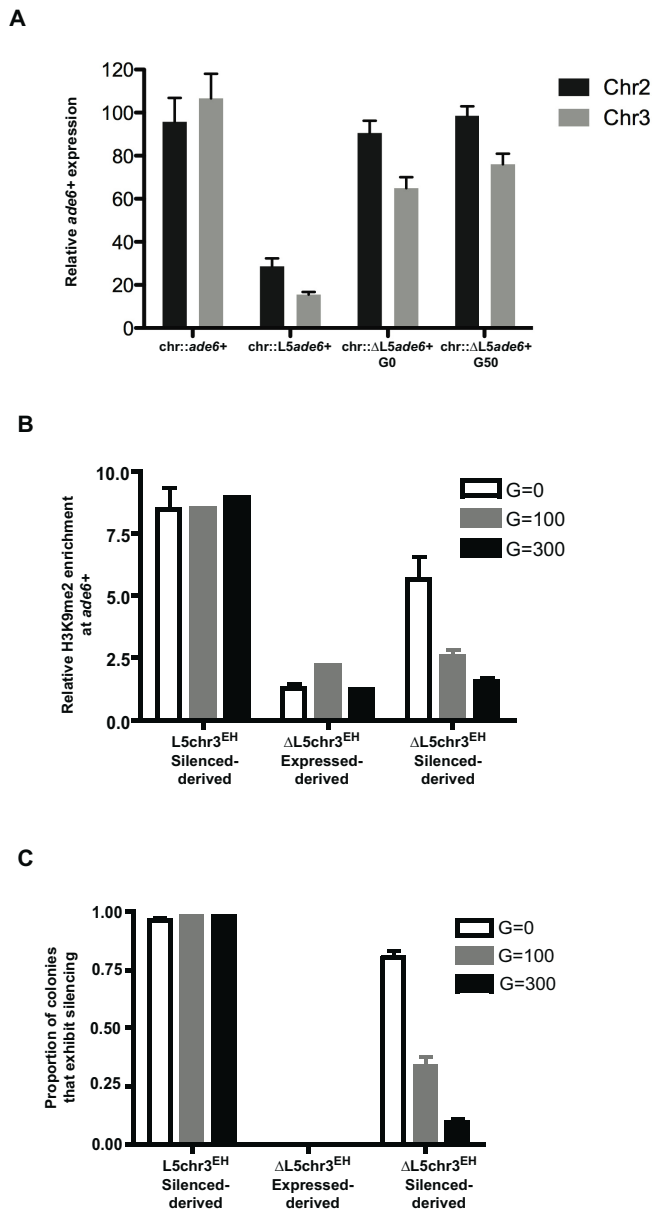 A
Relative ade6+ expression
120
100
80
60
40
20
0
Chr2
Chr3
chr::ade6+
chr::L5ade6+
chr::ΔL5ade6+
G0
chr::ΔL5ade6+
G50
B
Relative H3K9me2 enrichment
at ade6+
10.0
7.5
5.0
2.5
0.0
G=0
G=100
G=300
L5chr3EH
Silenced-
derived
ΔL5chr3EH
Expressed-
derived
ΔL5chr3EH
Silenced-
derived
C
Proportion of colonies
that exhibit silencing
1.00
0.75
0.50
0.25
0.00
G=0
G=100
G=300
L5chr3EH
Silenced-
derived
ΔL5chr3EH
Expressed-
derived
ΔL5chr3EH
Silenced-
derived